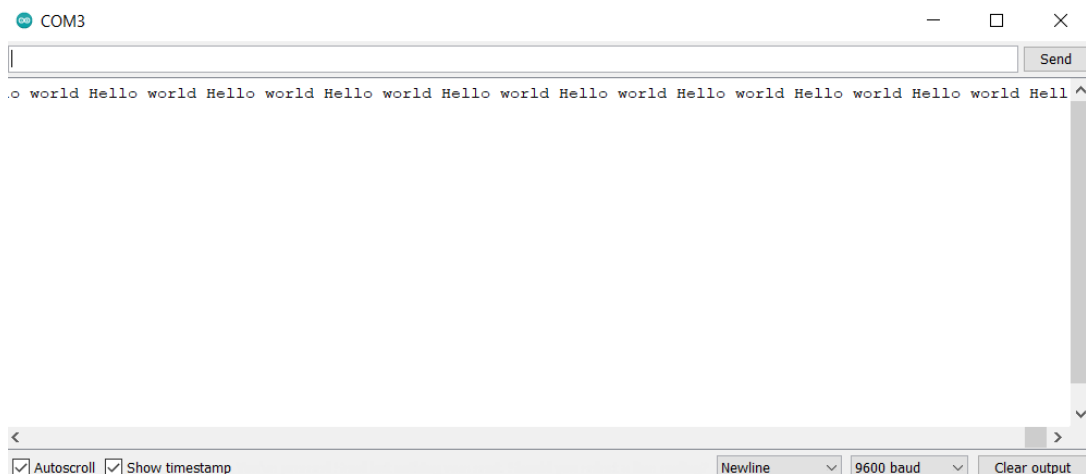 COM3
Send
.o world Hello world Hello world Hello world Hello world Hello world Hello world Hello world Hello world Hell
Autoscroll Show timestamp Newline 9600 baud Clear output